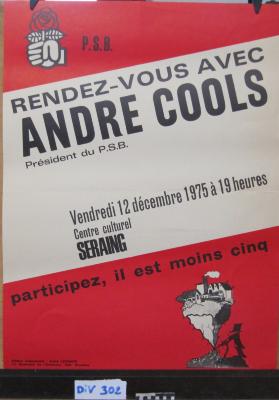 P.S.B.
RENDEZ-VOUS AVEC
ANDRE COOLS
Président du P.S.B.
Vendredi 12 décembre 1975 à 19 heures
Centre culturel
SERAING
participez, il est moins cinq
DiV 302